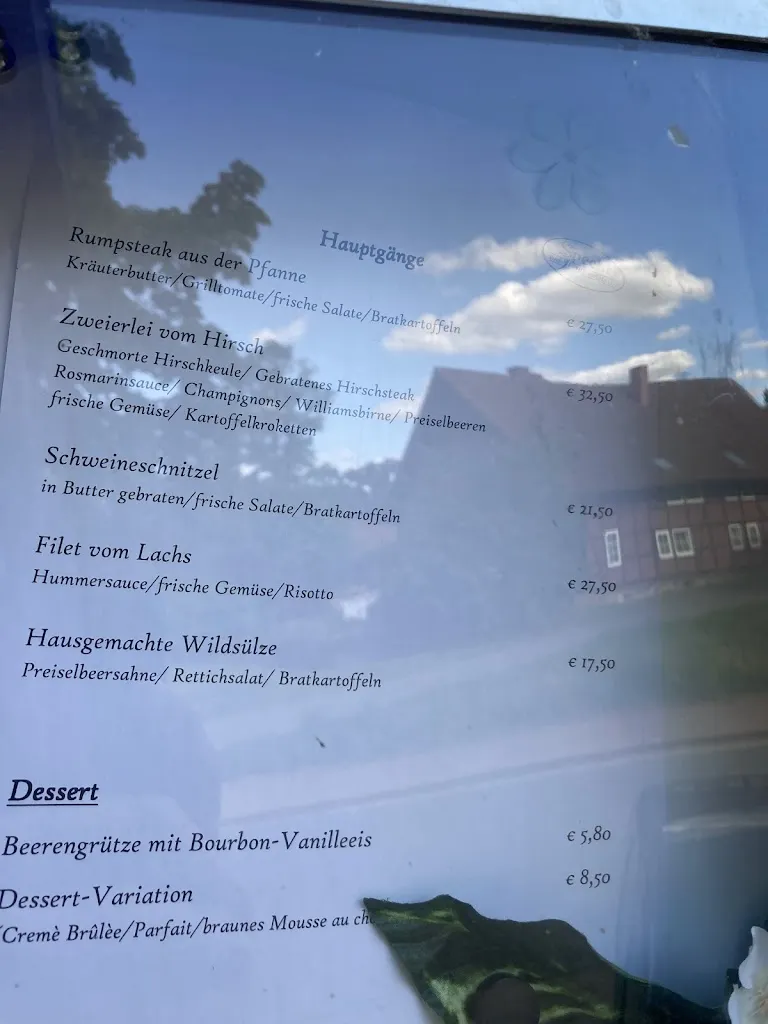 Hauptgänge
Rumpsteak aus der Pfanne
Kräuterbutter/Grilltomate/frische Salate/Bratkartoffeln € 27,50
Zweierlei vom Hirsch
Geschmorte Hirschkeule/ Gebratenes Hirschsteak
Rosmarinsauce/ Champignons/ Williamsbirne/ Preiselbeeren € 32,50
frische Gemüse/ Kartoffelkroketten
Schweineschnitzel
in Butter gebraten/frische Salate/Bratkartoffeln € 21,50
Filet vom Lachs
Hummersauce/frische Gemüse/Risotto € 27,50
Hausgemachte Wildsülze
Preiselbeersahne/ Rettichsalat/ Bratkartoffeln € 17,50
Dessert
Beerengrütze mit Bourbon-Vanilleeis € 5,80
Dessert-Variation € 8,50
/Cremè Brûlèe/Parfait/braunes Mousse au